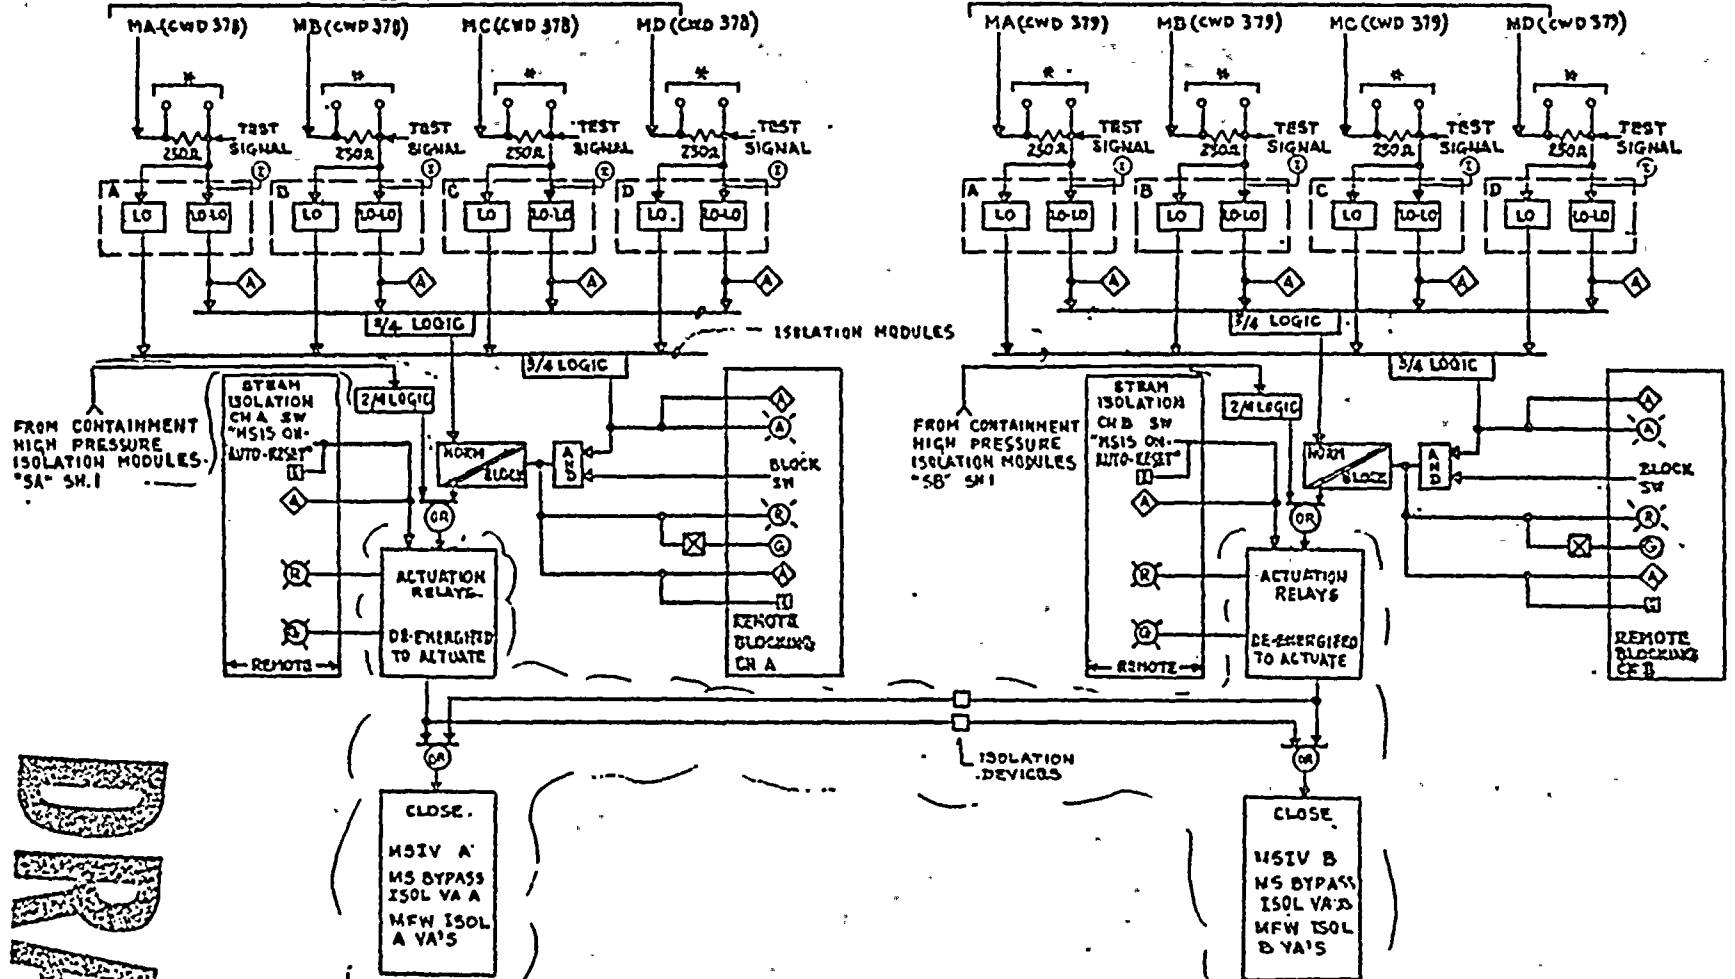 MA (CWD 378)
MB (CWD 378)
MC (CWD 378)
MD (CWD 378)
MA (CWD 379)
MB (CWD 379)
MC (CWD 379)
MD (CWD 379)
*
*
*
*
*
*
*
*
250Ω
TEST SIGNAL
250Ω
TEST SIGNAL
250Ω
TEST SIGNAL
250Ω
TEST SIGNAL
250Ω
TEST SIGNAL
250Ω
TEST SIGNAL
250Ω
TEST SIGNAL
250Ω
TEST SIGNAL
I
I
I
I
I
I
I
I
A
LO
LO-LO
LO
LO-LO
C
LO
LO-LO
D
LO
LO-LO
A
LO
LO-LO
B
LO
LO-LO
C
LO
LO-LO
D
LO
LO-LO
A
A
A
A
A
A
A
A
/4 LOGIC
3/4 LOGIC
ISOLATION MODULES
3/4 LOGIC
3/4 LOGIC
FROM CONTAINMENT
HIGH PRESSURE
ISOLATION MODULES
"SA" SH.1
STEAM
ISOLATION
CH A SW
"MSIS ON-
AUTO-RESET"
A
R
G
REMOTE
2/4 LOGIC
NORM
BLOCK
AND
OR
ACTUATION
RELAYS
DE-ENERGIZED
TO ACTUATE
A
A
BLOCK
SW
R
G
A
REMOTE
BLOCKING
CH A
FROM CONTAINMENT
HIGH PRESSURE
ISOLATION MODULES
"SB" SH 1
STEAM
ISOLATION
CH B SW
"MSIS ON-
AUTO-RESET"
A
R
G
REMOTE
2/4 LOGIC
NORM
BLOCK
AND
OR
ACTUATION
RELAYS
DE-ENERGIZED
TO ACTUATE
A
A
BLOCK
SW
R
G
A
REMOTE
BLOCKING
CH B
OR
ISOLATION
DEVICES
OR
CLOSE
MSIV A
MS BYPASS
ISOL VA A
MFW ISOL
A VA'S
CLOSE
MSIV B
MS BYPASS
ISOL VA B
MFW ISOL
B VA'S